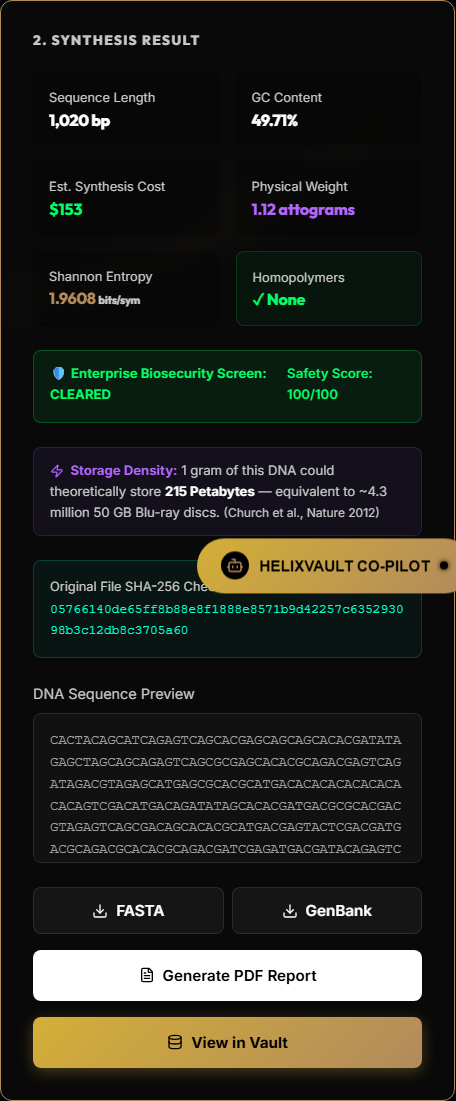 2. SYNTHESIS RESULT
Sequence Length
1,020 bp
GC Content
49.71%
Est. Synthesis Cost
$153
Physical Weight
1.12 attograms
Shannon Entropy
1.9608 bits/sym
Homopolymers
✓ None
Enterprise Biosecurity Screen:
CLEARED
Safety Score:
100/100
Storage Density: 1 gram of this DNA could
theoretically store 215 Petabytes — equivalent to ~4.3
million 50 GB Blu-ray discs. (Church et al., Nature 2012)
HELIXVAULT CO-PILOT
Original File SHA-256
05766140de65ff8b88e8f1888e8571b9d42257c6352930
98b3c12db8c3705a60
DNA Sequence Preview
CACTACAGCATCAGAGTCAGCACGAGCAGCAGCACACGATATA
GAGCTAGCAGCAGAGTCAGCGCGAGCACACGCAGACGAGTCAG
ATAGACGTAGAGCATGAGCGCACGCATGACACACACACACACA
CACAGTCGACATGACAGATATAGCACACGATGACGCGCACGAC
GTAGAGTCAGCGACAGCACACGCATGACGAGTACTCGACGATG
ACGCAGACGCACACGCAGACGATCGAGATGACGATACAGAGTC
FASTA
GenBank
Generate PDF Report
View in Vault